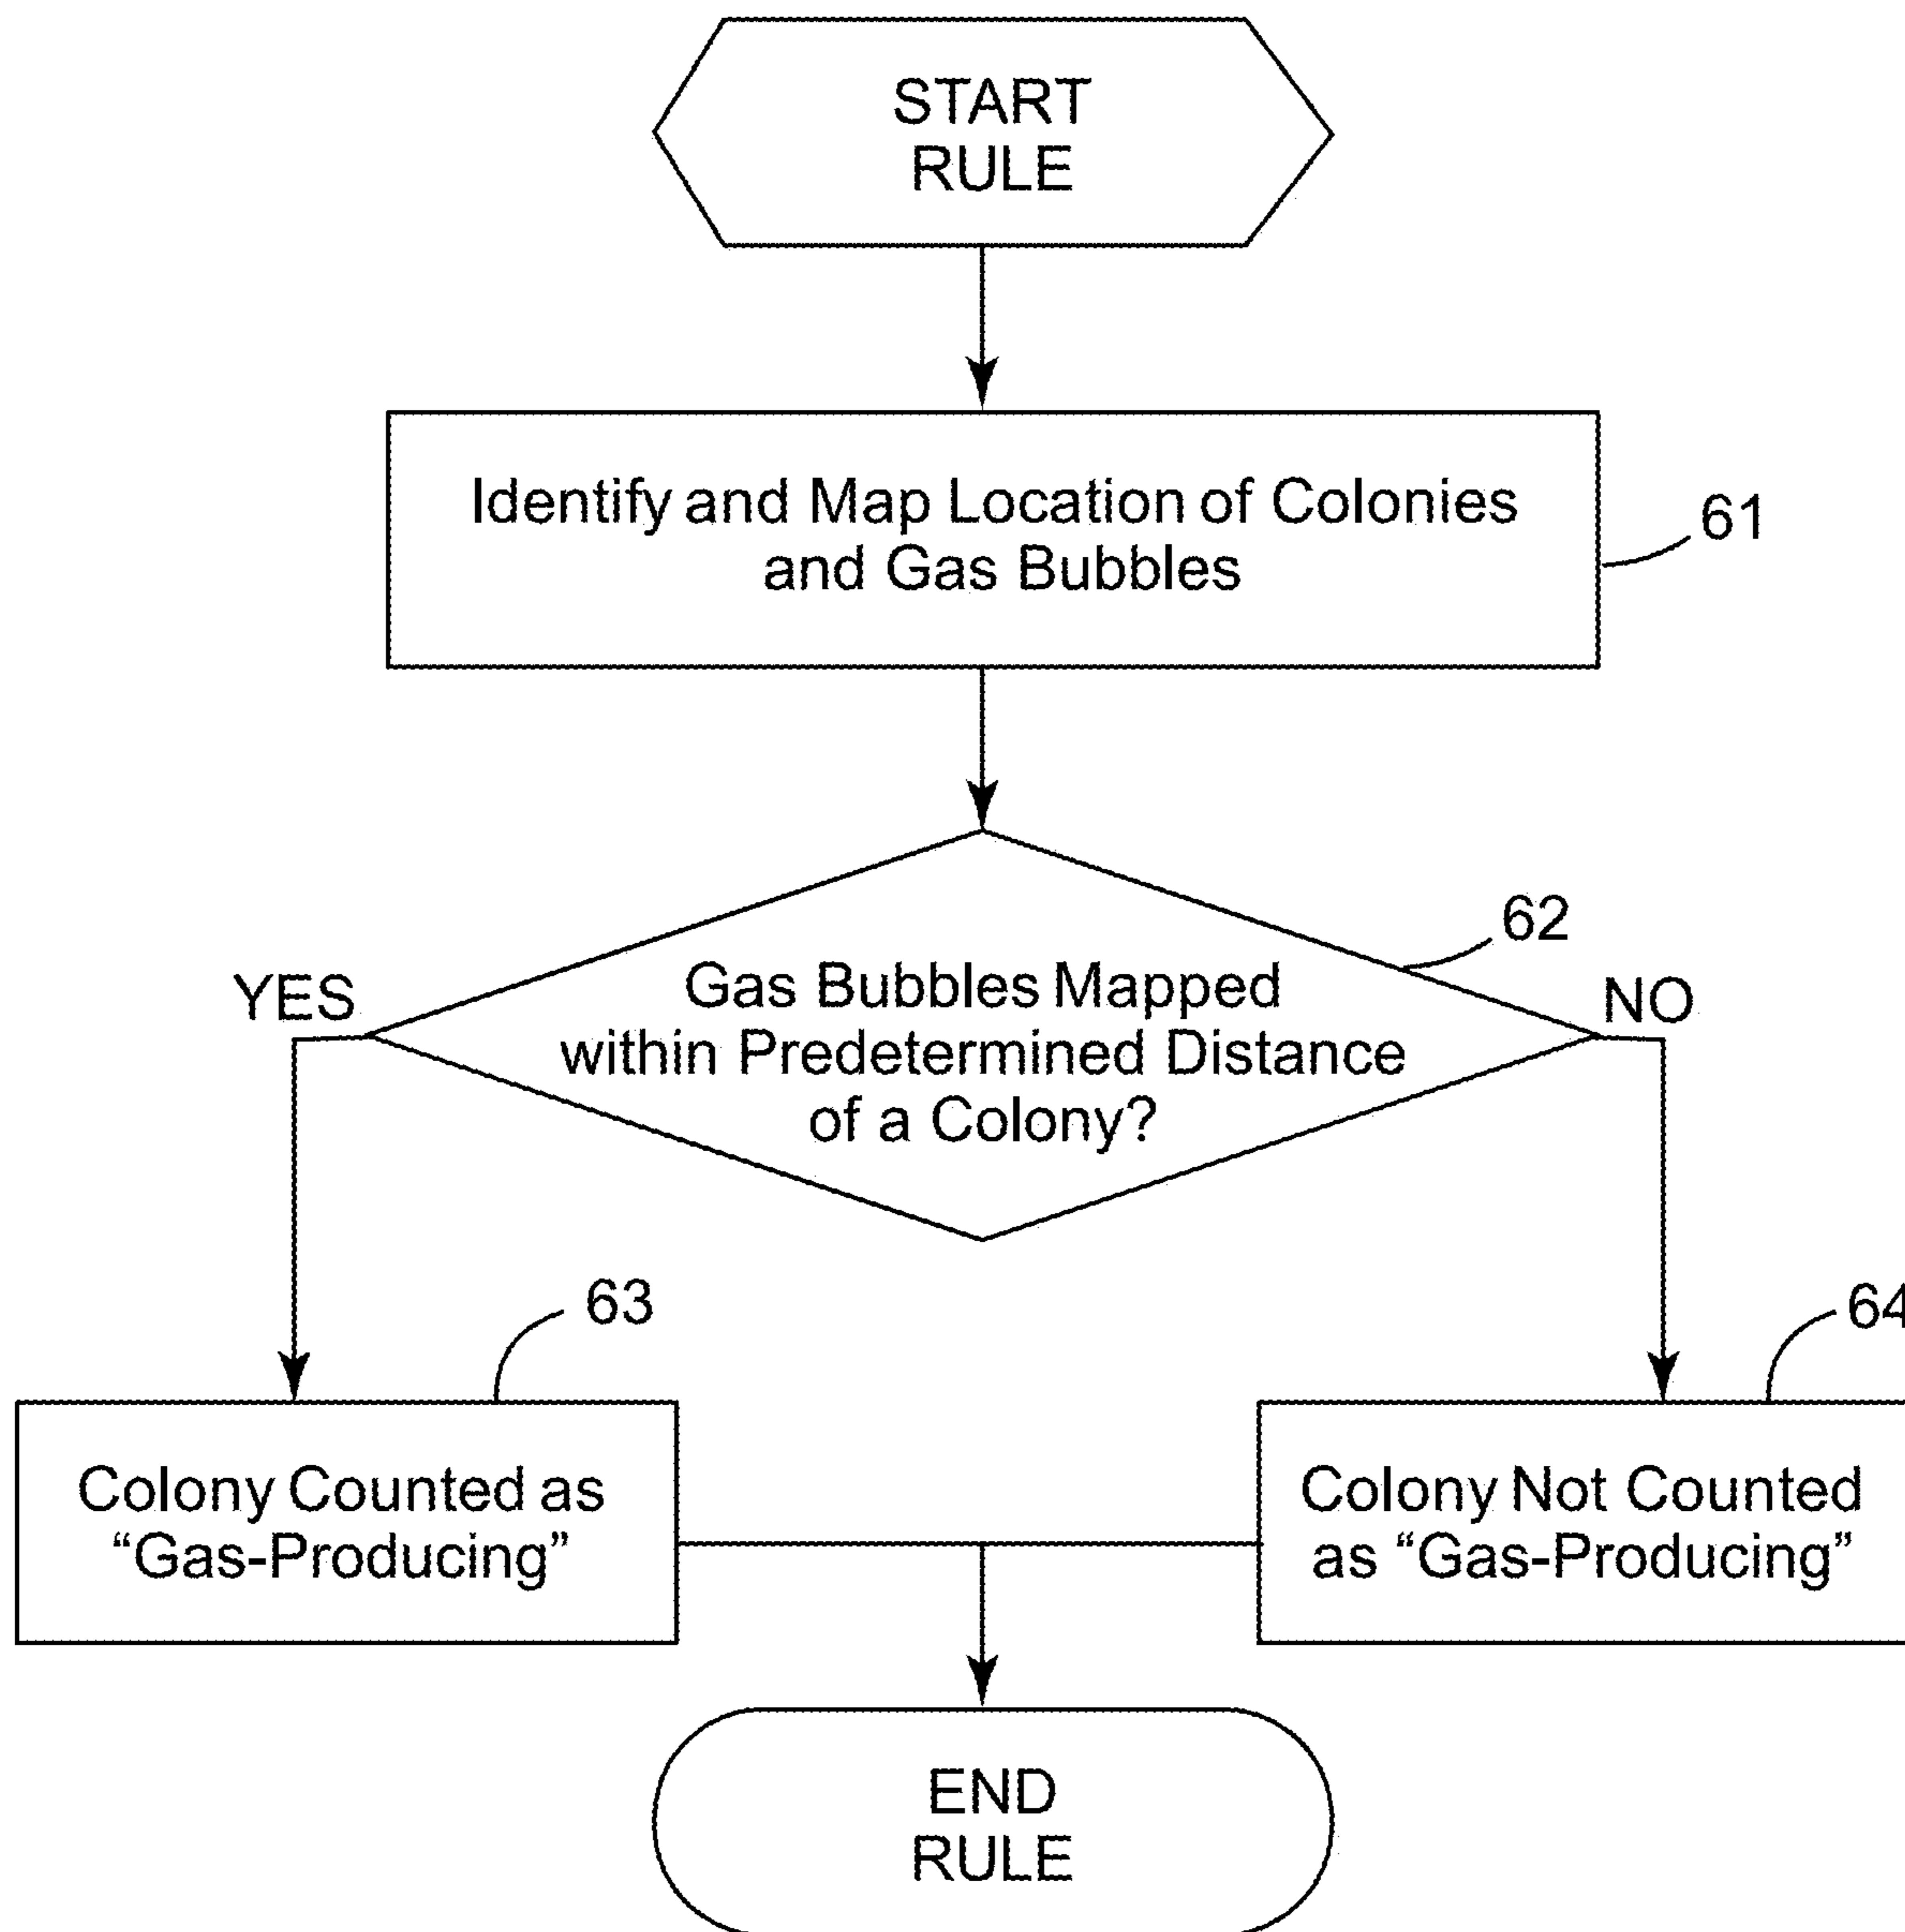 START
RULE
Identify and Map Location of Colonies
and Gas Bubbles
61
62
YES
Gas Bubbles Mapped
within Predetermined Distance
of a Colony?
NO
63
64
Colony Counted as
“Gas-Producing”
Colony Not Counted
as “Gas-Producing”
END
RULE